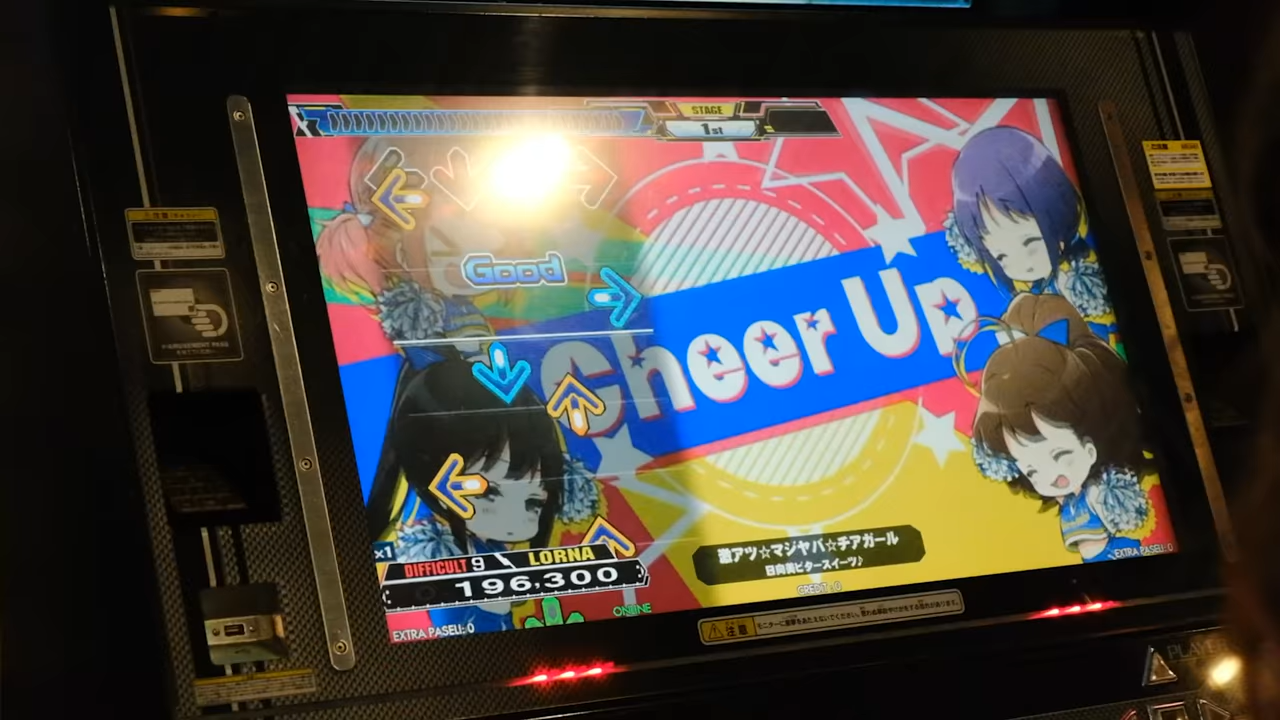 STAGE
1st
Good
Cheer Up
x1
DIFFICULT 9
LORNA
196,300
激アツ☆マジヤバ☆チアガール
日向美ビタースイーツ♪
CREDIT : 0
ONLINE
EXTRA PASELI: 0
EXTRA PASELI: 0
注意
PLAYER